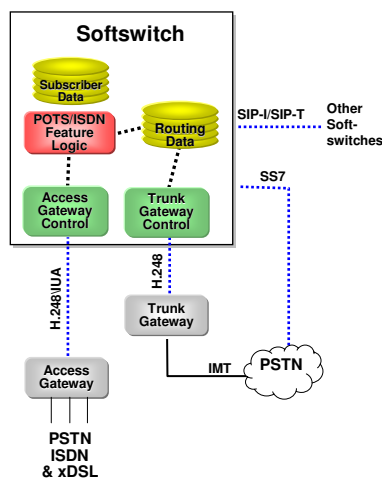 Softswitch
Subscriber
Data
POTS/ISDN
Feature
Logic
Routing
Data
SIP-I/SIP-T
Other
Soft-
switches
SS7
Access
Gateway
Control
Trunk
Gateway
Control
H.248\IUA
H.248
Trunk
Gateway
Access
Gateway
IMT
PSTN
PSTN
ISDN
& xDSL